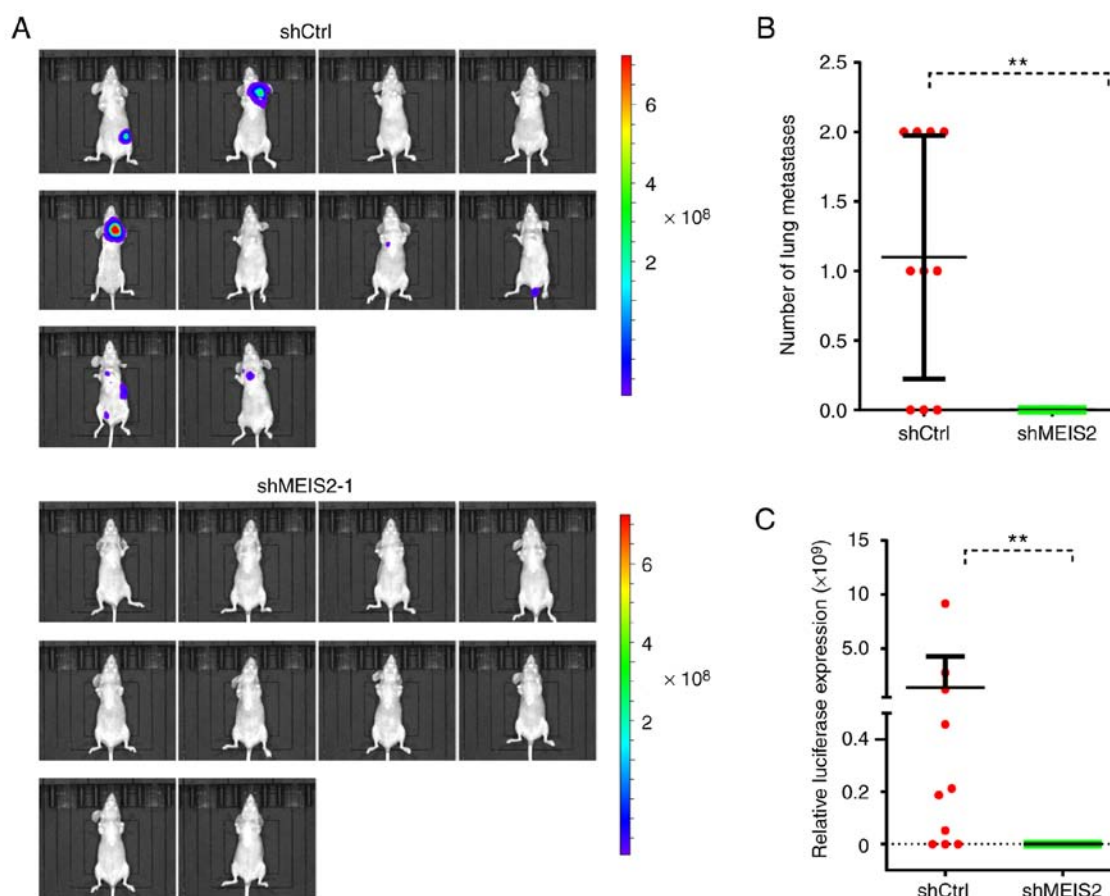 A
shCtrl
6
4
× 10⁸
2
shMEIS2-1
6
4
× 10⁸
2
B
**
2.5
2.0
1.5
1.0
0.5
0.0
Number of lung metastases
shCtrl
shMEIS2
C
**
15
10
5.0
0.4
0.2
0
Relative luciferase expression (×10⁹)
shCtrl
shMEIS2